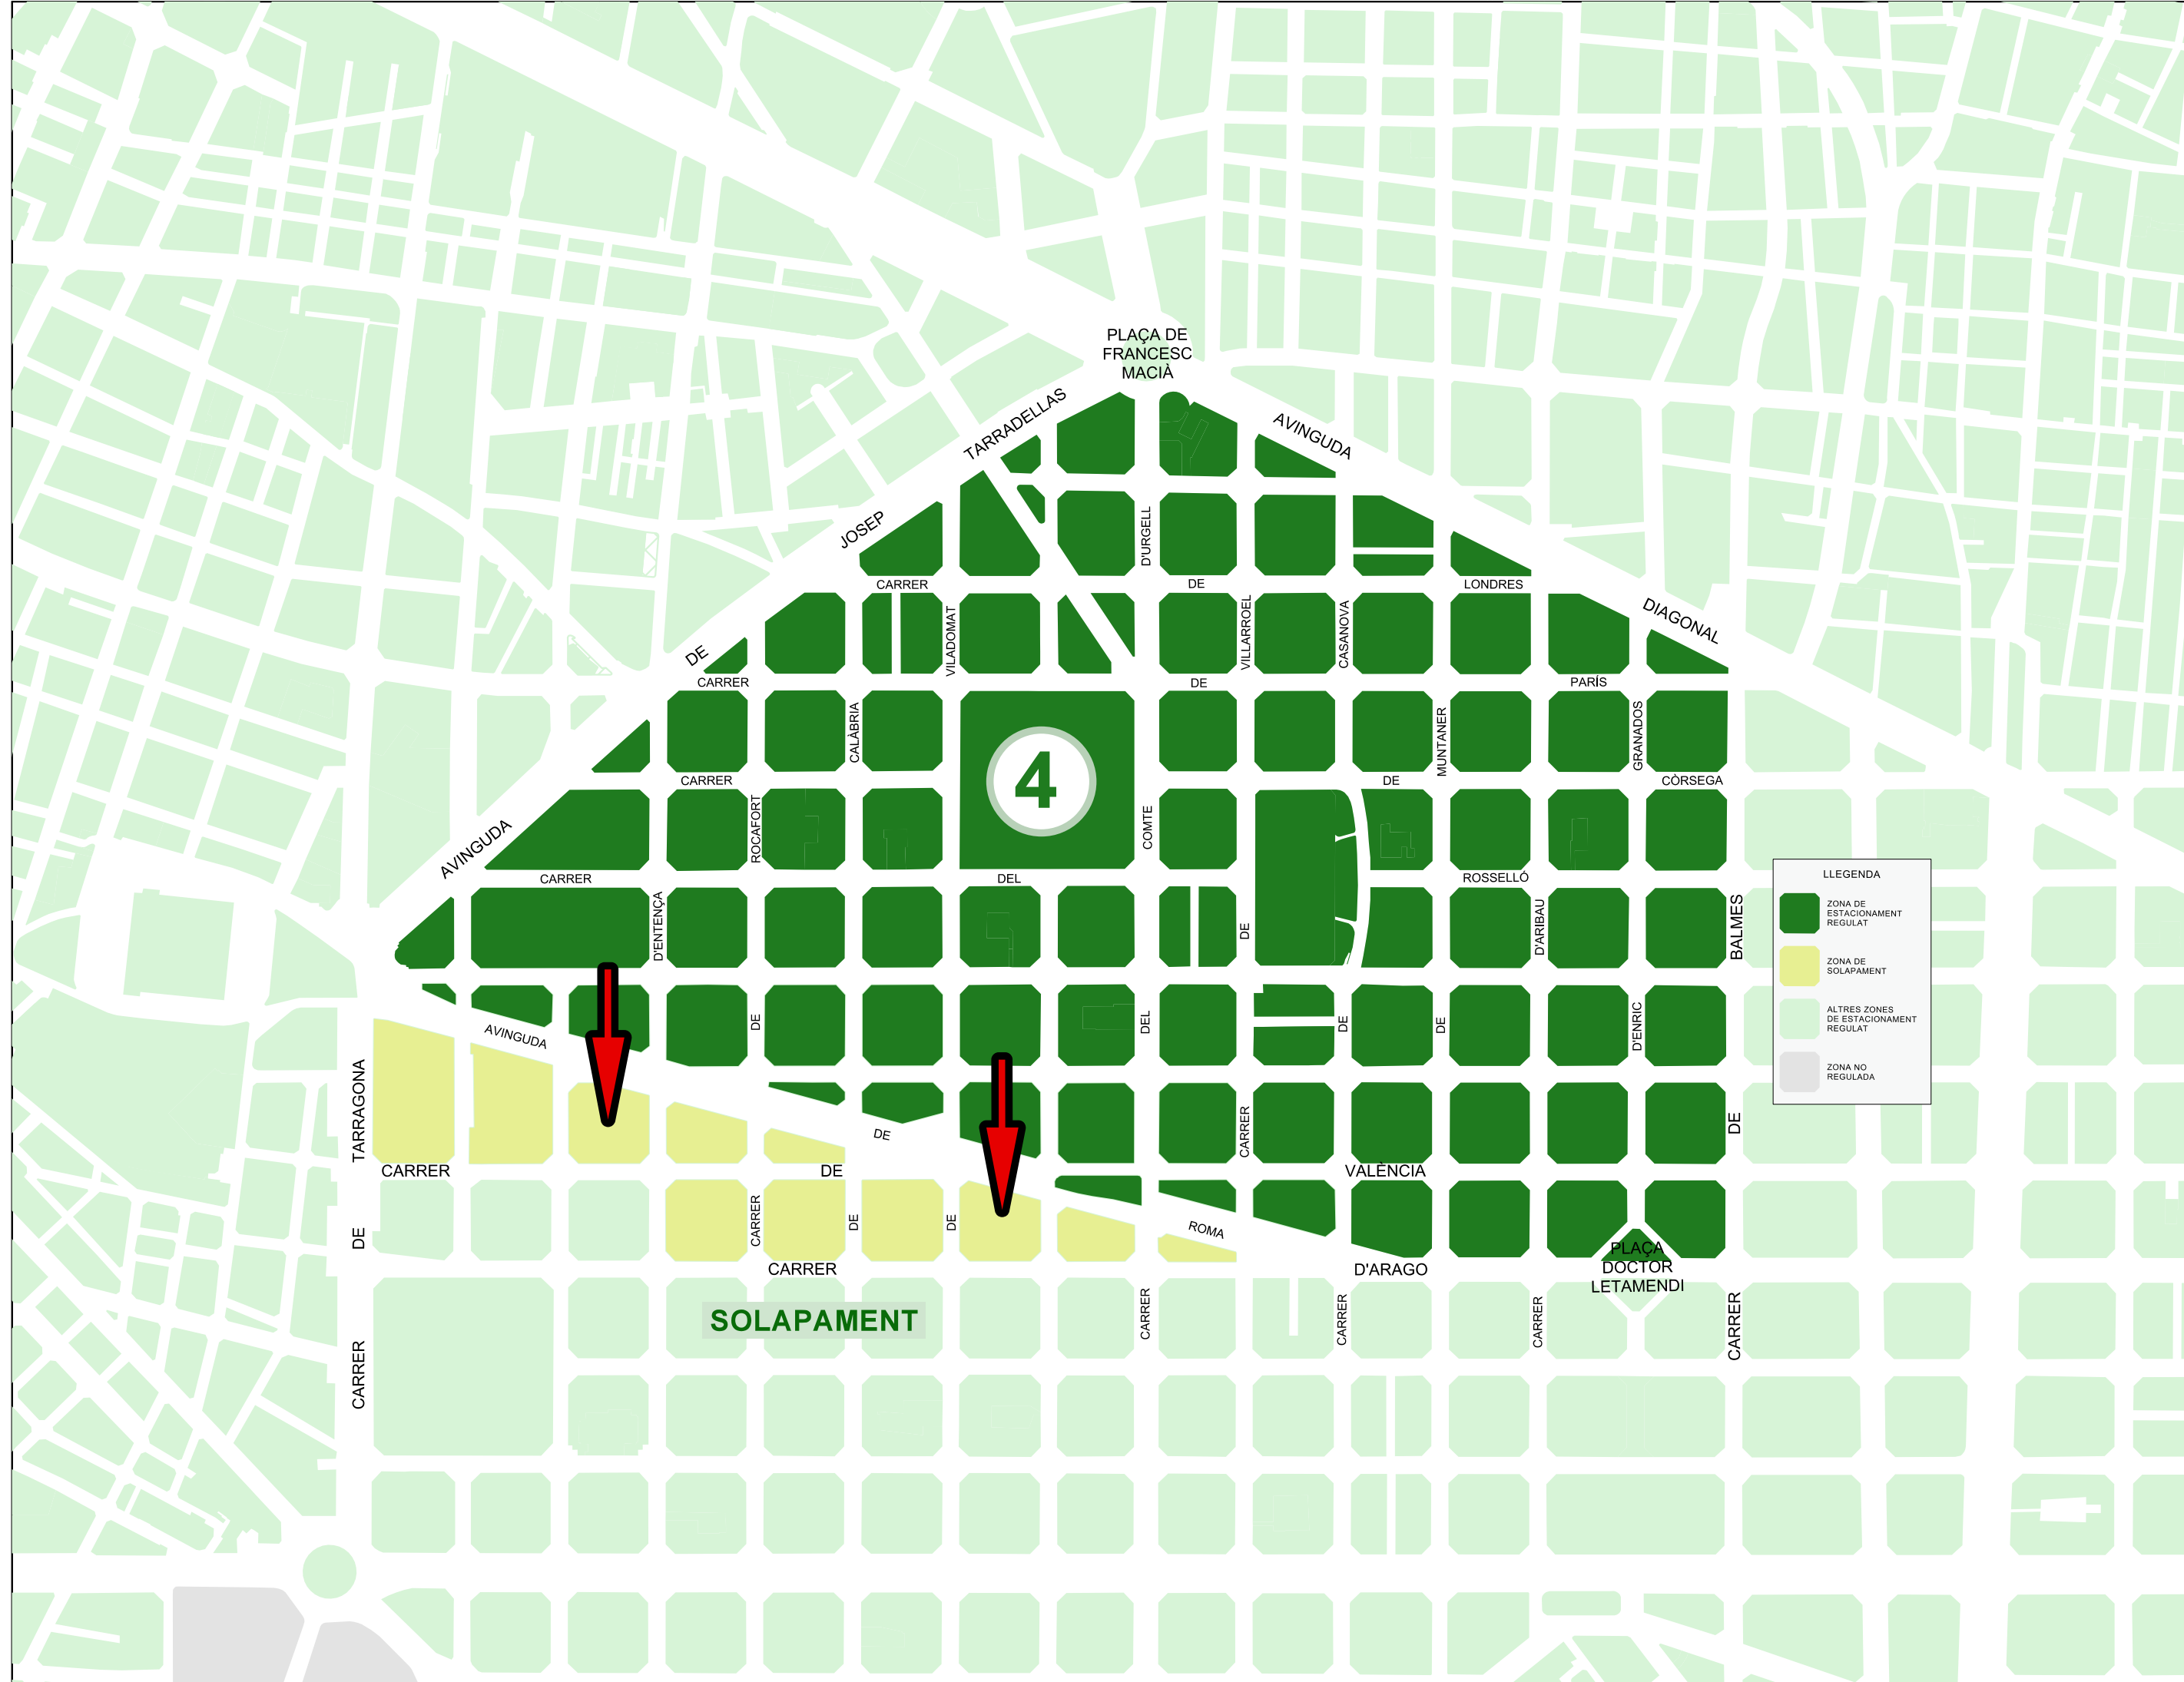 PLAÇA DE
FRANCESC
MACIÀ
TARRADELLAS
AVINGUDA
JOSEP
D'URGELL
CARRER
DE
LONDRES
DIAGONAL
DE
VILADOMAT
VILLARROEL
CASANOVA
CARRER
DE
PARÍS
CALÀBRIA
MUNTANER
GRANADOS
4
CARRER
DE
CÒRSEGA
AVINGUDA
ROCAFORT
COMTE
CARRER
DEL
ROSSELLÓ
LLEGENDA
ZONA DE
ESTACIONAMENT
REGULAT
ZONA DE
SOLAPAMENT
ALTRES ZONES
DE ESTACIONAMENT
REGULAT
ZONA NO
REGULADA
D'ENTENÇA
DE
D'ARIBAU
BALMES
AVINGUDA
DE
DEL
DE
DE
D'ENRIC
TARRAGONA
DE
CARRER
DE
CARRER
DE
VALÈNCIA
DE
CARRER
DE
DE
ROMA
PLAÇA
DOCTOR
LETAMENDI
CARRER
D'ARAGO
SOLAPAMENT
CARRER
CARRER
CARRER
CARRER
CARRER